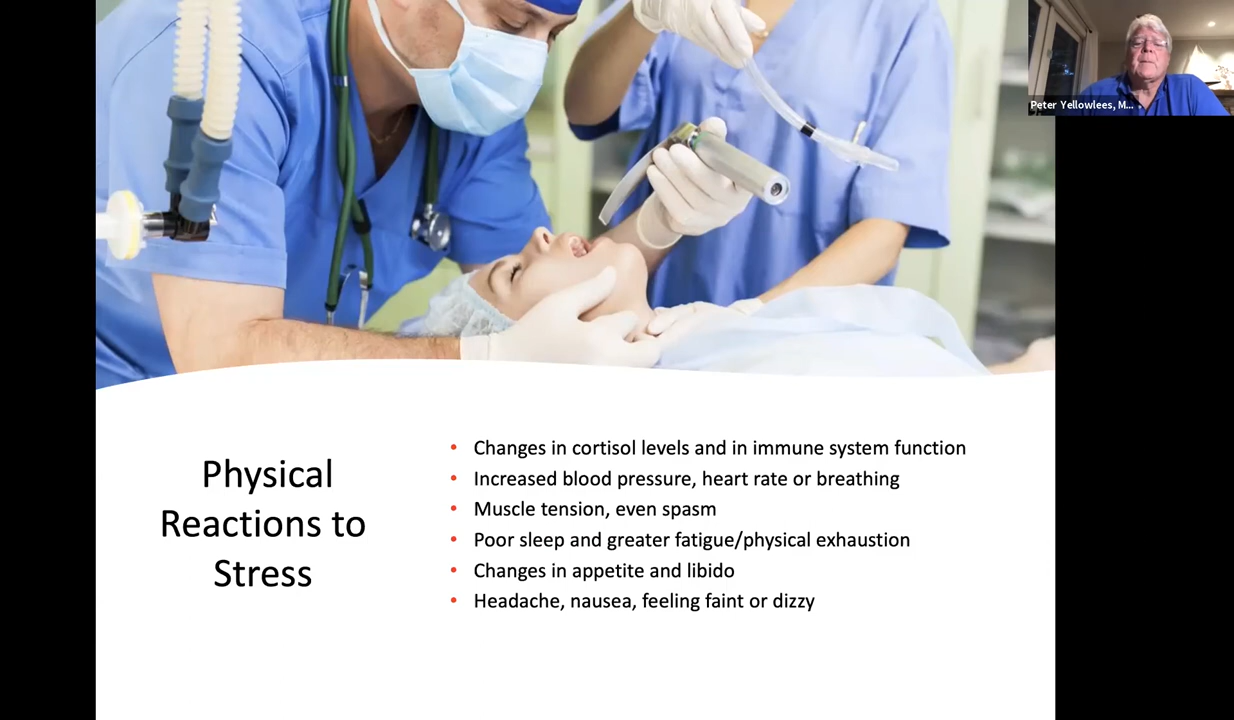 Peter Yellowlees, M...
Physical
Reactions to
Stress
• Changes in cortisol levels and in immune system function
• Increased blood pressure, heart rate or breathing
• Muscle tension, even spasm
• Poor sleep and greater fatigue/physical exhaustion
• Changes in appetite and libido
• Headache, nausea, feeling faint or dizzy